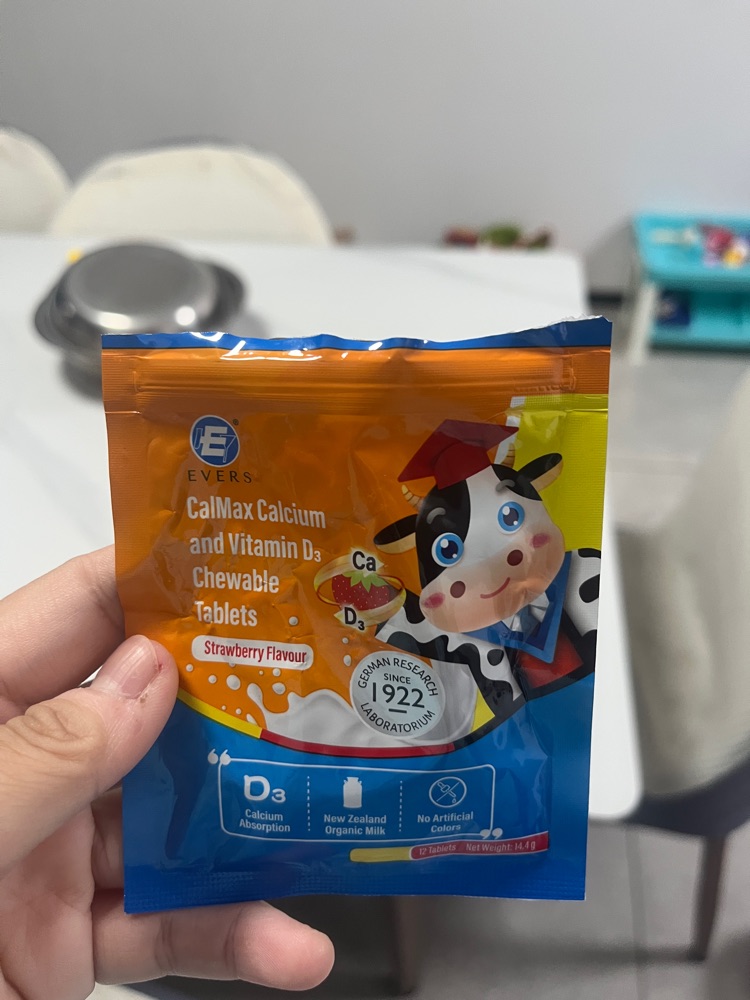 E
EVERS
CalMax Calcium
and Vitamin D₃
Chewable
Tablets
Strawberry Flavour
Ca
D₃
GERMAN RESEARCH
SINCE
1922
LABORATORIUM
D₃
Calcium
Absorption
New Zealand
Organic Milk
No Artificial
Colors
12 Tablets Net Weight: 14.4 g